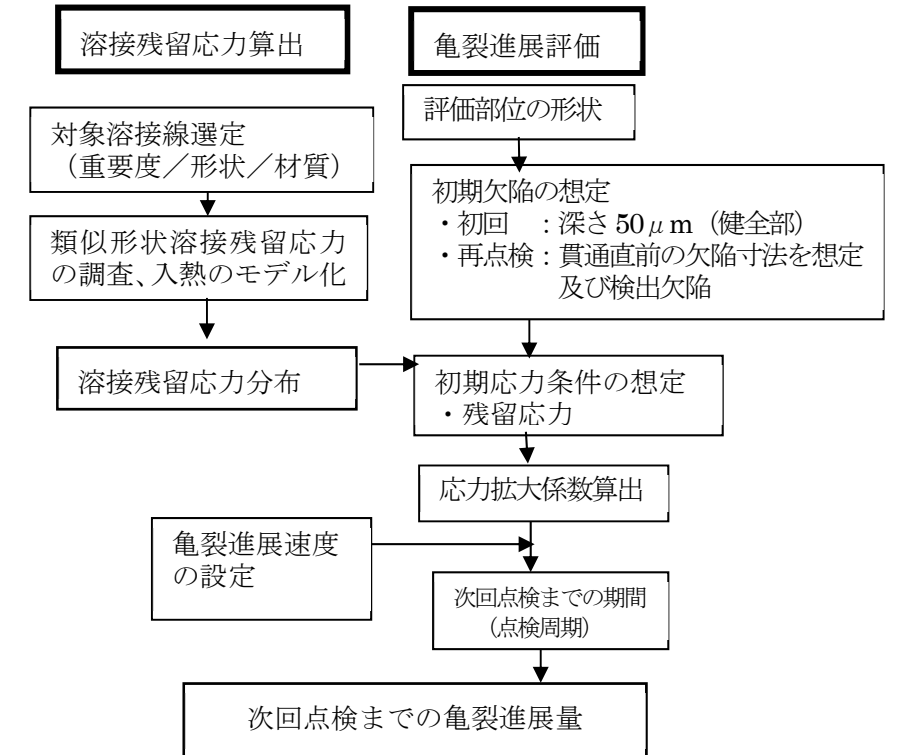 溶接残留応力算出
亀裂進展評価
対象溶接線選定
（重要度／形状／材質）
類似形状溶接残留応力
の調査、入熱のモデル化
溶接残留応力分布
評価部位の形状
初期欠陥の想定
・初回　：深さ50μm（健全部）
・再点検：貫通直前の欠陥寸法を想定
及び検出欠陥
初期応力条件の想定
・残留応力
応力拡大係数算出
亀裂進展速度
の設定
次回点検までの期間
（点検周期）
次回点検までの亀裂進展量